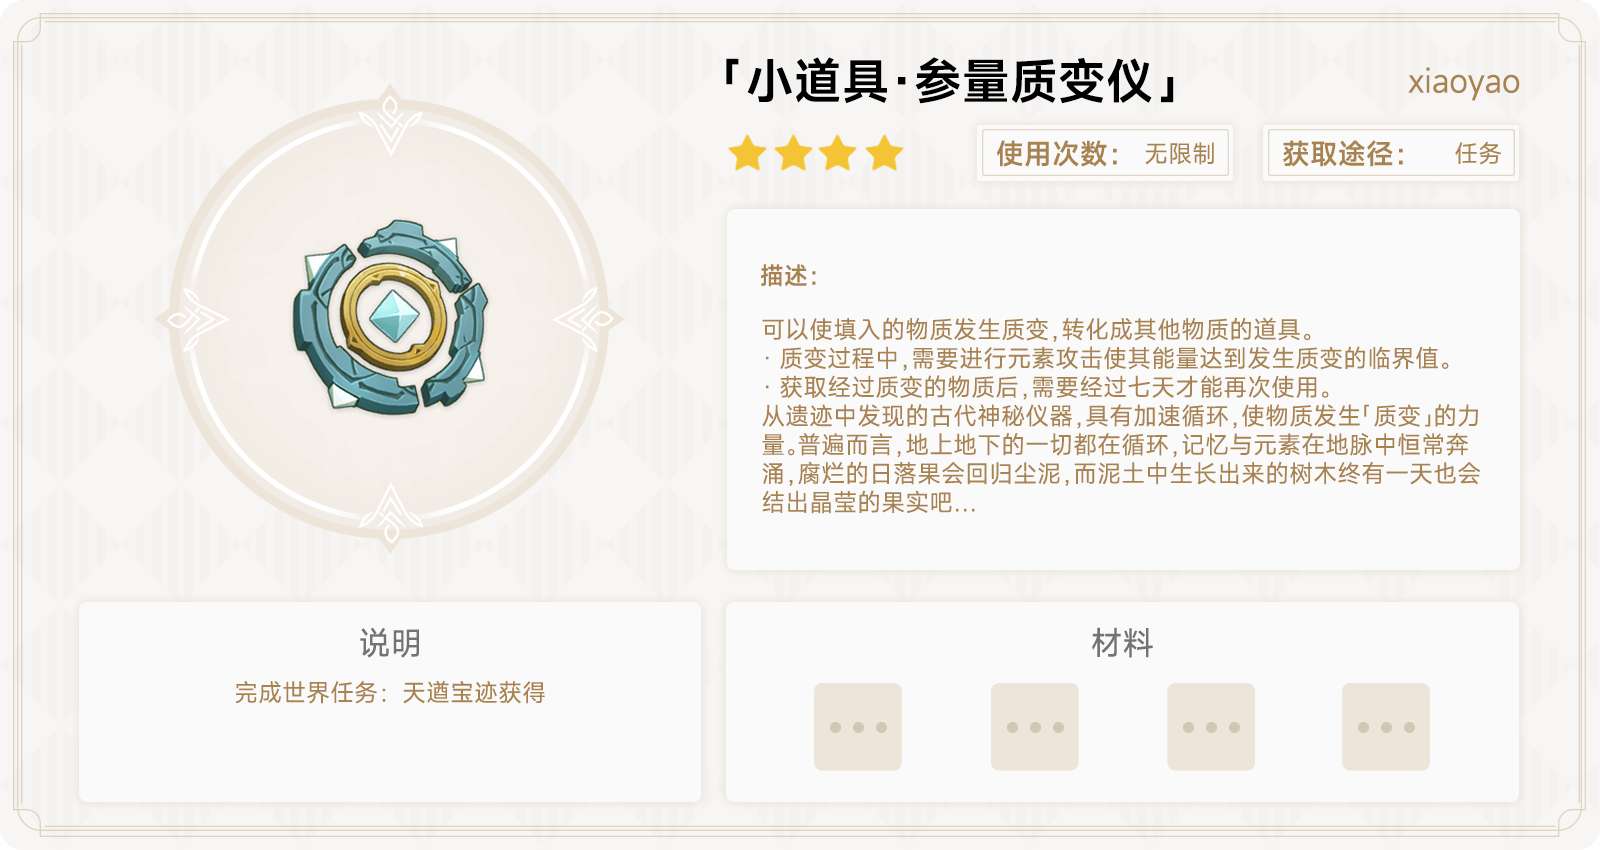 「小道具·参量质变仪」
xiaoyao
使用次数： 无限制
获取途径： 任务
描述：
可以使填入的物质发生质变,转化成其他物质的道具。
· 质变过程中,需要进行元素攻击使其能量达到发生质变的临界值。
· 获取经过质变的物质后,需要经过七天才能再次使用。
从遗迹中发现的古代神秘仪器,具有加速循环,使物质发生「质变」的力
量。普遍而言,地上地下的一切都在循环,记忆与元素在地脉中恒常奔
涌,腐烂的日落果会回归尘泥,而泥土中生长出来的树木终有一天也会
结出晶莹的果实吧...
说明
完成世界任务：天遒宝迹获得
材料